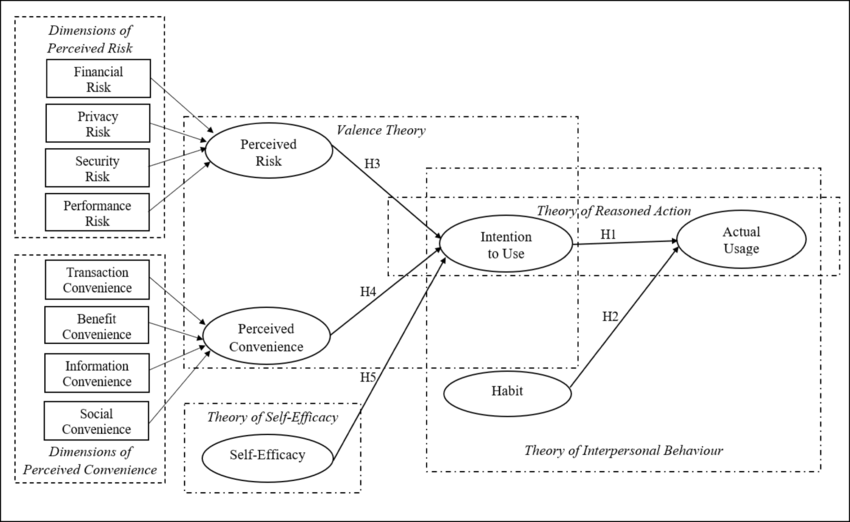 Dimensions of
Perceived Risk
Financial
Risk
Privacy
Risk
Security
Risk
Performance
Risk
Transaction
Convenience
Benefit
Convenience
Information
Convenience
Social
Convenience
Dimensions of
Perceived Convenience
Valence Theory
Perceived
Risk
H3
Perceived
Convenience
H4
H5
Theory of Self-Efficacy
Self-Efficacy
Theory of Reasoned Action
Intention
to Use
H1
Actual
Usage
H2
Habit
Theory of Interpersonal Behaviour